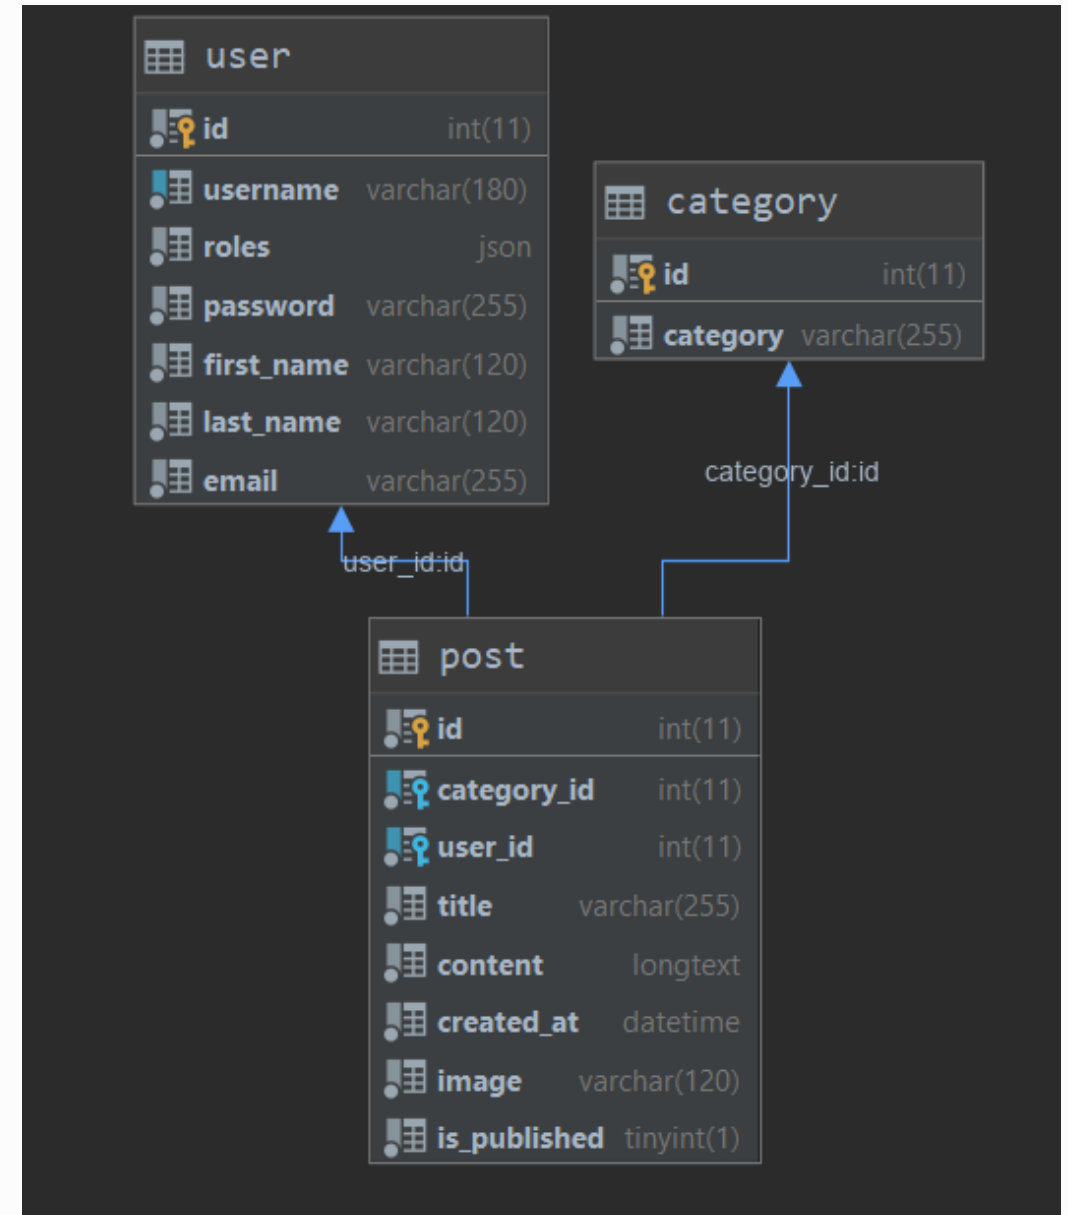 user
id int(11)
username varchar(180)
roles json
password varchar(255)
first_name varchar(120)
last_name varchar(120)
email varchar(255)
category
id int(11)
category varchar(255)
category_id:id
user_id:id
post
id int(11)
category_id int(11)
user_id int(11)
title varchar(255)
content longtext
created_at datetime
image varchar(120)
is_published tinyint(1)